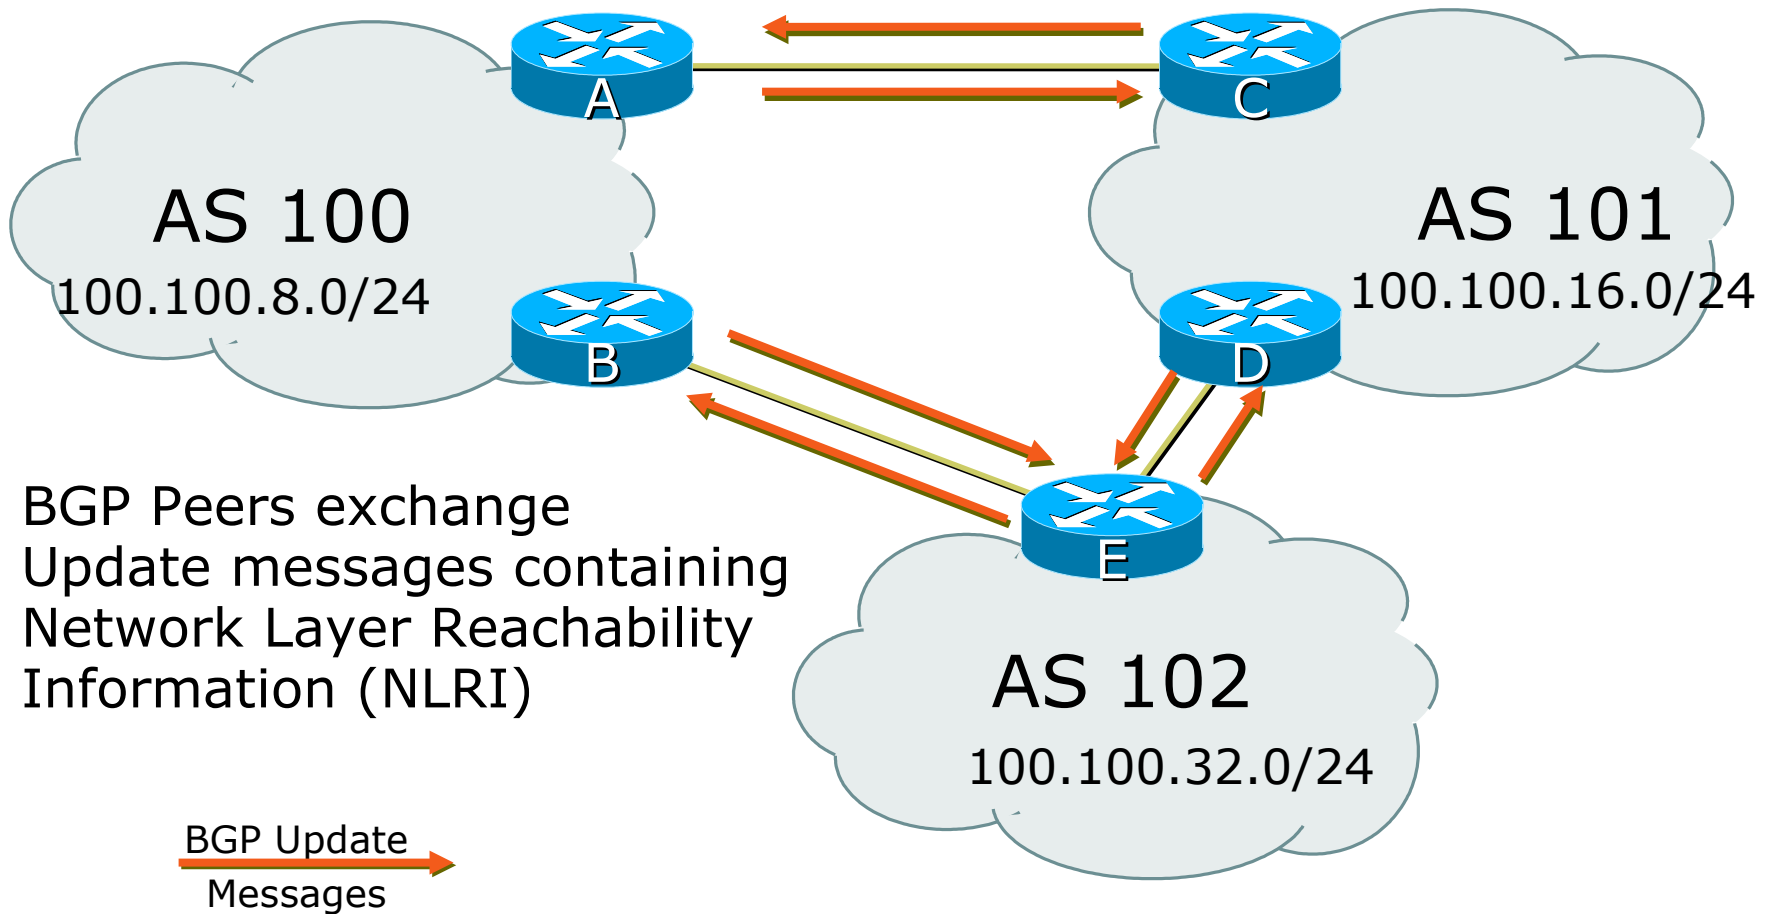 A
C
AS 100
100.100.8.0/24
AS 101
100.100.16.0/24
B
D
E
BGP Peers exchange
Update messages containing
Network Layer Reachability
Information (NLRI)
AS 102
100.100.32.0/24
BGP Update
Messages